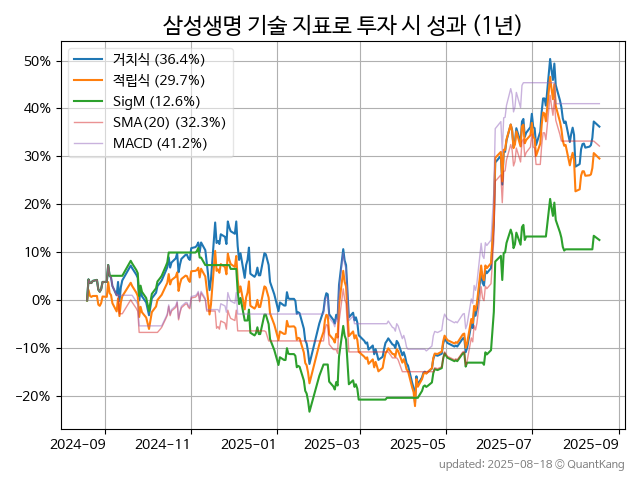 삼성생명 기술 지표로 투자 시 성과 (1년)
거치식 (36.4%)
적립식 (29.7%)
SigM (12.6%)
SMA(20) (32.3%)
MACD (41.2%)
50%
40%
30%
20%
10%
0%
−10%
−20%
2024-09 2024-11 2025-01 2025-03 2025-05 2025-07 2025-09
updated: 2025-08-18 @ QuantKang